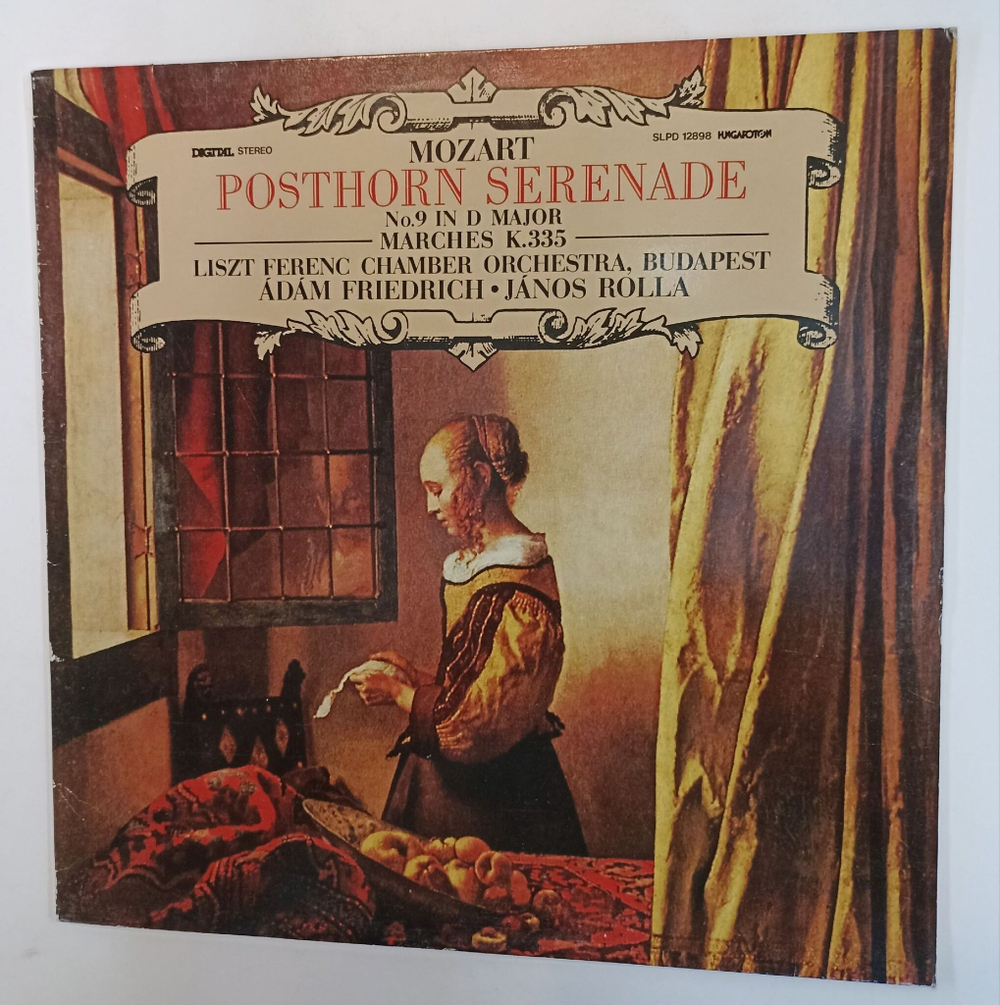 DIGITAL STEREO
SLPD 12898 HUNGAROTON
MOZART
POSTHORN SERENADE
No.9 IN D MAJOR
MARCHES K.335
LISZT FERENC CHAMBER ORCHESTRA, BUDAPEST
ÁDÁM FRIEDRICH • JÁNOS ROLLA